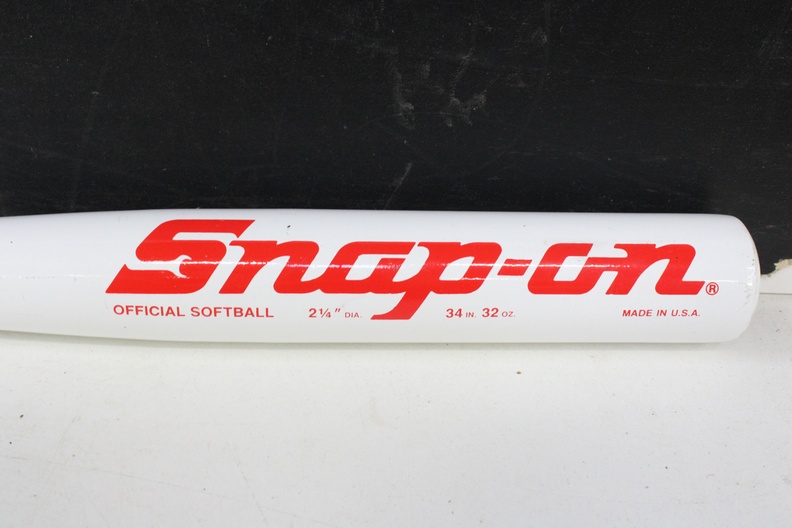 Snap-on®
OFFICIAL SOFTBALL 2¼" DIA. 34 IN. 32 OZ. MADE IN U.S.A.